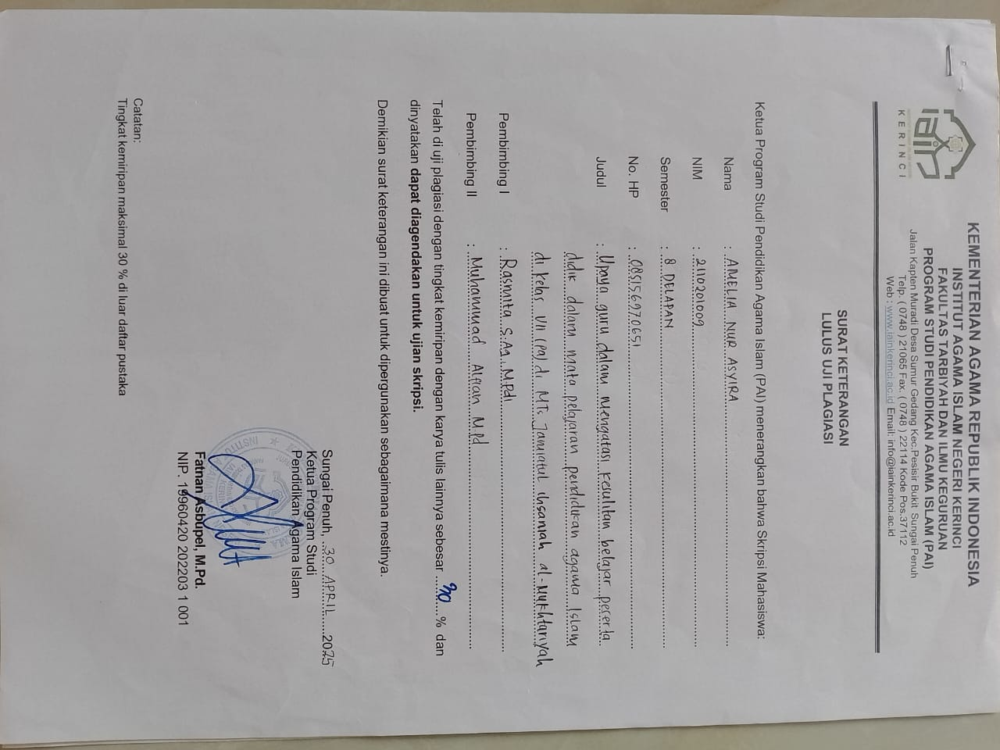 KEMENTERIAN AGAMA REPUBLIK INDONESIA
INSTITUT AGAMA ISLAM NEGERI KERINCI
FAKULTAS TARBIYAH DAN ILMU KEGURUAN
PROGRAM STUDI PENDIDIKAN AGAMA ISLAM (PAI)
Jalan Kapten Muradi Desa Sumur Gedang Kec.Pesisir Bukit Sungai Penuh
Telp. ( 0748 ) 21065 Fax. ( 0748 ) 22114 Kode Pos.37112
Web : www.iainkerinci.ac.id Email: info@iainkerinci.ac.id
iain
KERINCI
SURAT KETERANGAN
LULUS UJI PLAGIASI
Ketua Program Studi Pendidikan Agama Islam (PAI) menerangkan bahwa Skripsi Mahasiswa:
Nama : AMELIA NUR ASYIRA
NIM : 2110201009
Semester : 8 DELAPAN
No. HP : 085156970651
Judul : Upaya guru dalam mengatasi kesulitan belajar peserta
didik dalam mata pelajaran pendidikan agama Islam
di kelas VII (PAI) di MTs Jamiatul ihsaniah al-Mukhtariyah
Pembimbing I : Rasmita S.Ag, M.Pdi
Pembimbing II : Muhammad Alfian M.Pd
Telah di uji plagiasi dengan tingkat kemiripan dengan karya tulis lainnya sebesar 30 % dan
dinyatakan dapat diagendakan untuk ujian skripsi.
Demikian surat keterangan ini dibuat untuk dipergunakan sebagaimana mestinya.
Sungai Penuh, 30 APRIL 2025
Ketua Program Studi
Pendidikan Agama Islam
Fatnan Asbupel, M.Pd.
NIP. 19960420 202203 1 001
Catatan:
Tingkat kemiripan maksimal 30 % di luar daftar pustaka